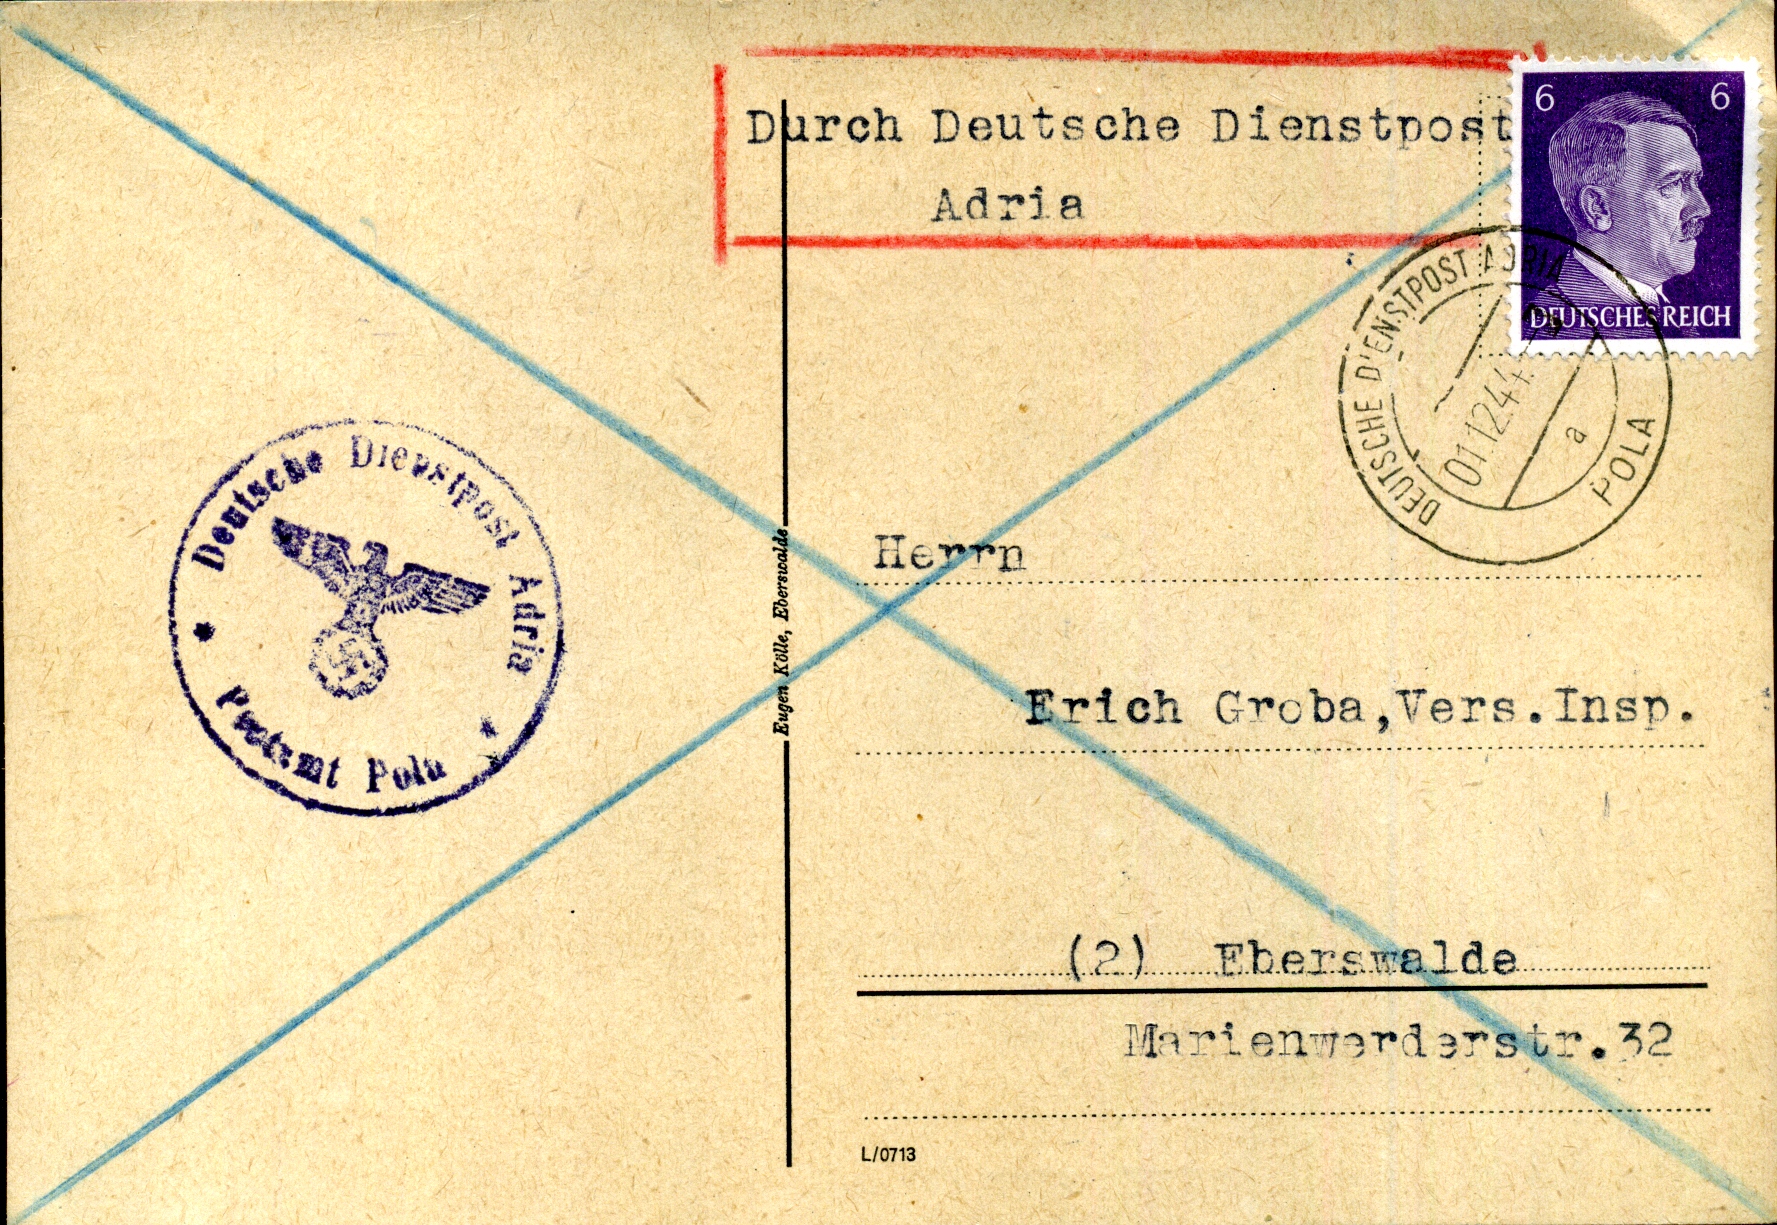 Durch Deutsche Dienstpost
Adria
6 6
DEUTSCHES REICH
DEUTSCHE DIENSTPOST ADRIA
01.12.44
a
POLA
Deutsche Dienstpost Adria
Postamt Pola
Eugen Kölle, Eberswalde
Herrn
Erich Groba,Vers.Insp.
(2) Eberswalde
Marienwerderstr.32
L/0713